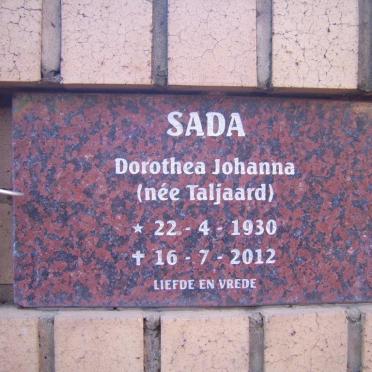 SADA
Dorothea Johanna
(née Taljaard)
★ 22 - 4 - 1930
✝ 16 - 7 - 2012
LIEFDE EN VREDE